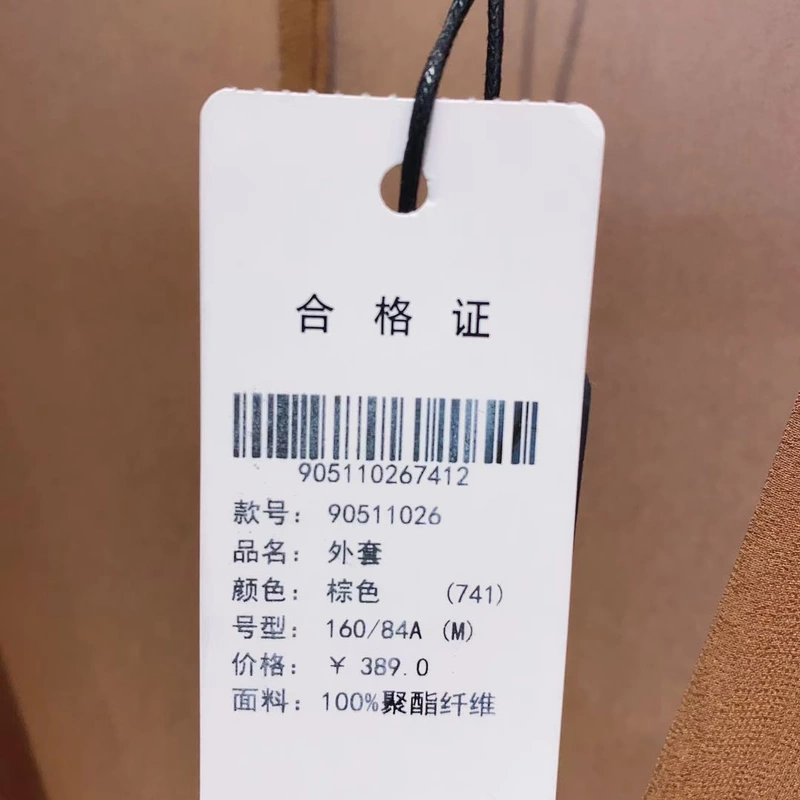 合格证
905110267412
款号： 90511026
品名： 外套
颜色： 棕色 (741)
号型： 160/84A (M)
价格： ￥ 389.0
面料： 100%聚酯纤维